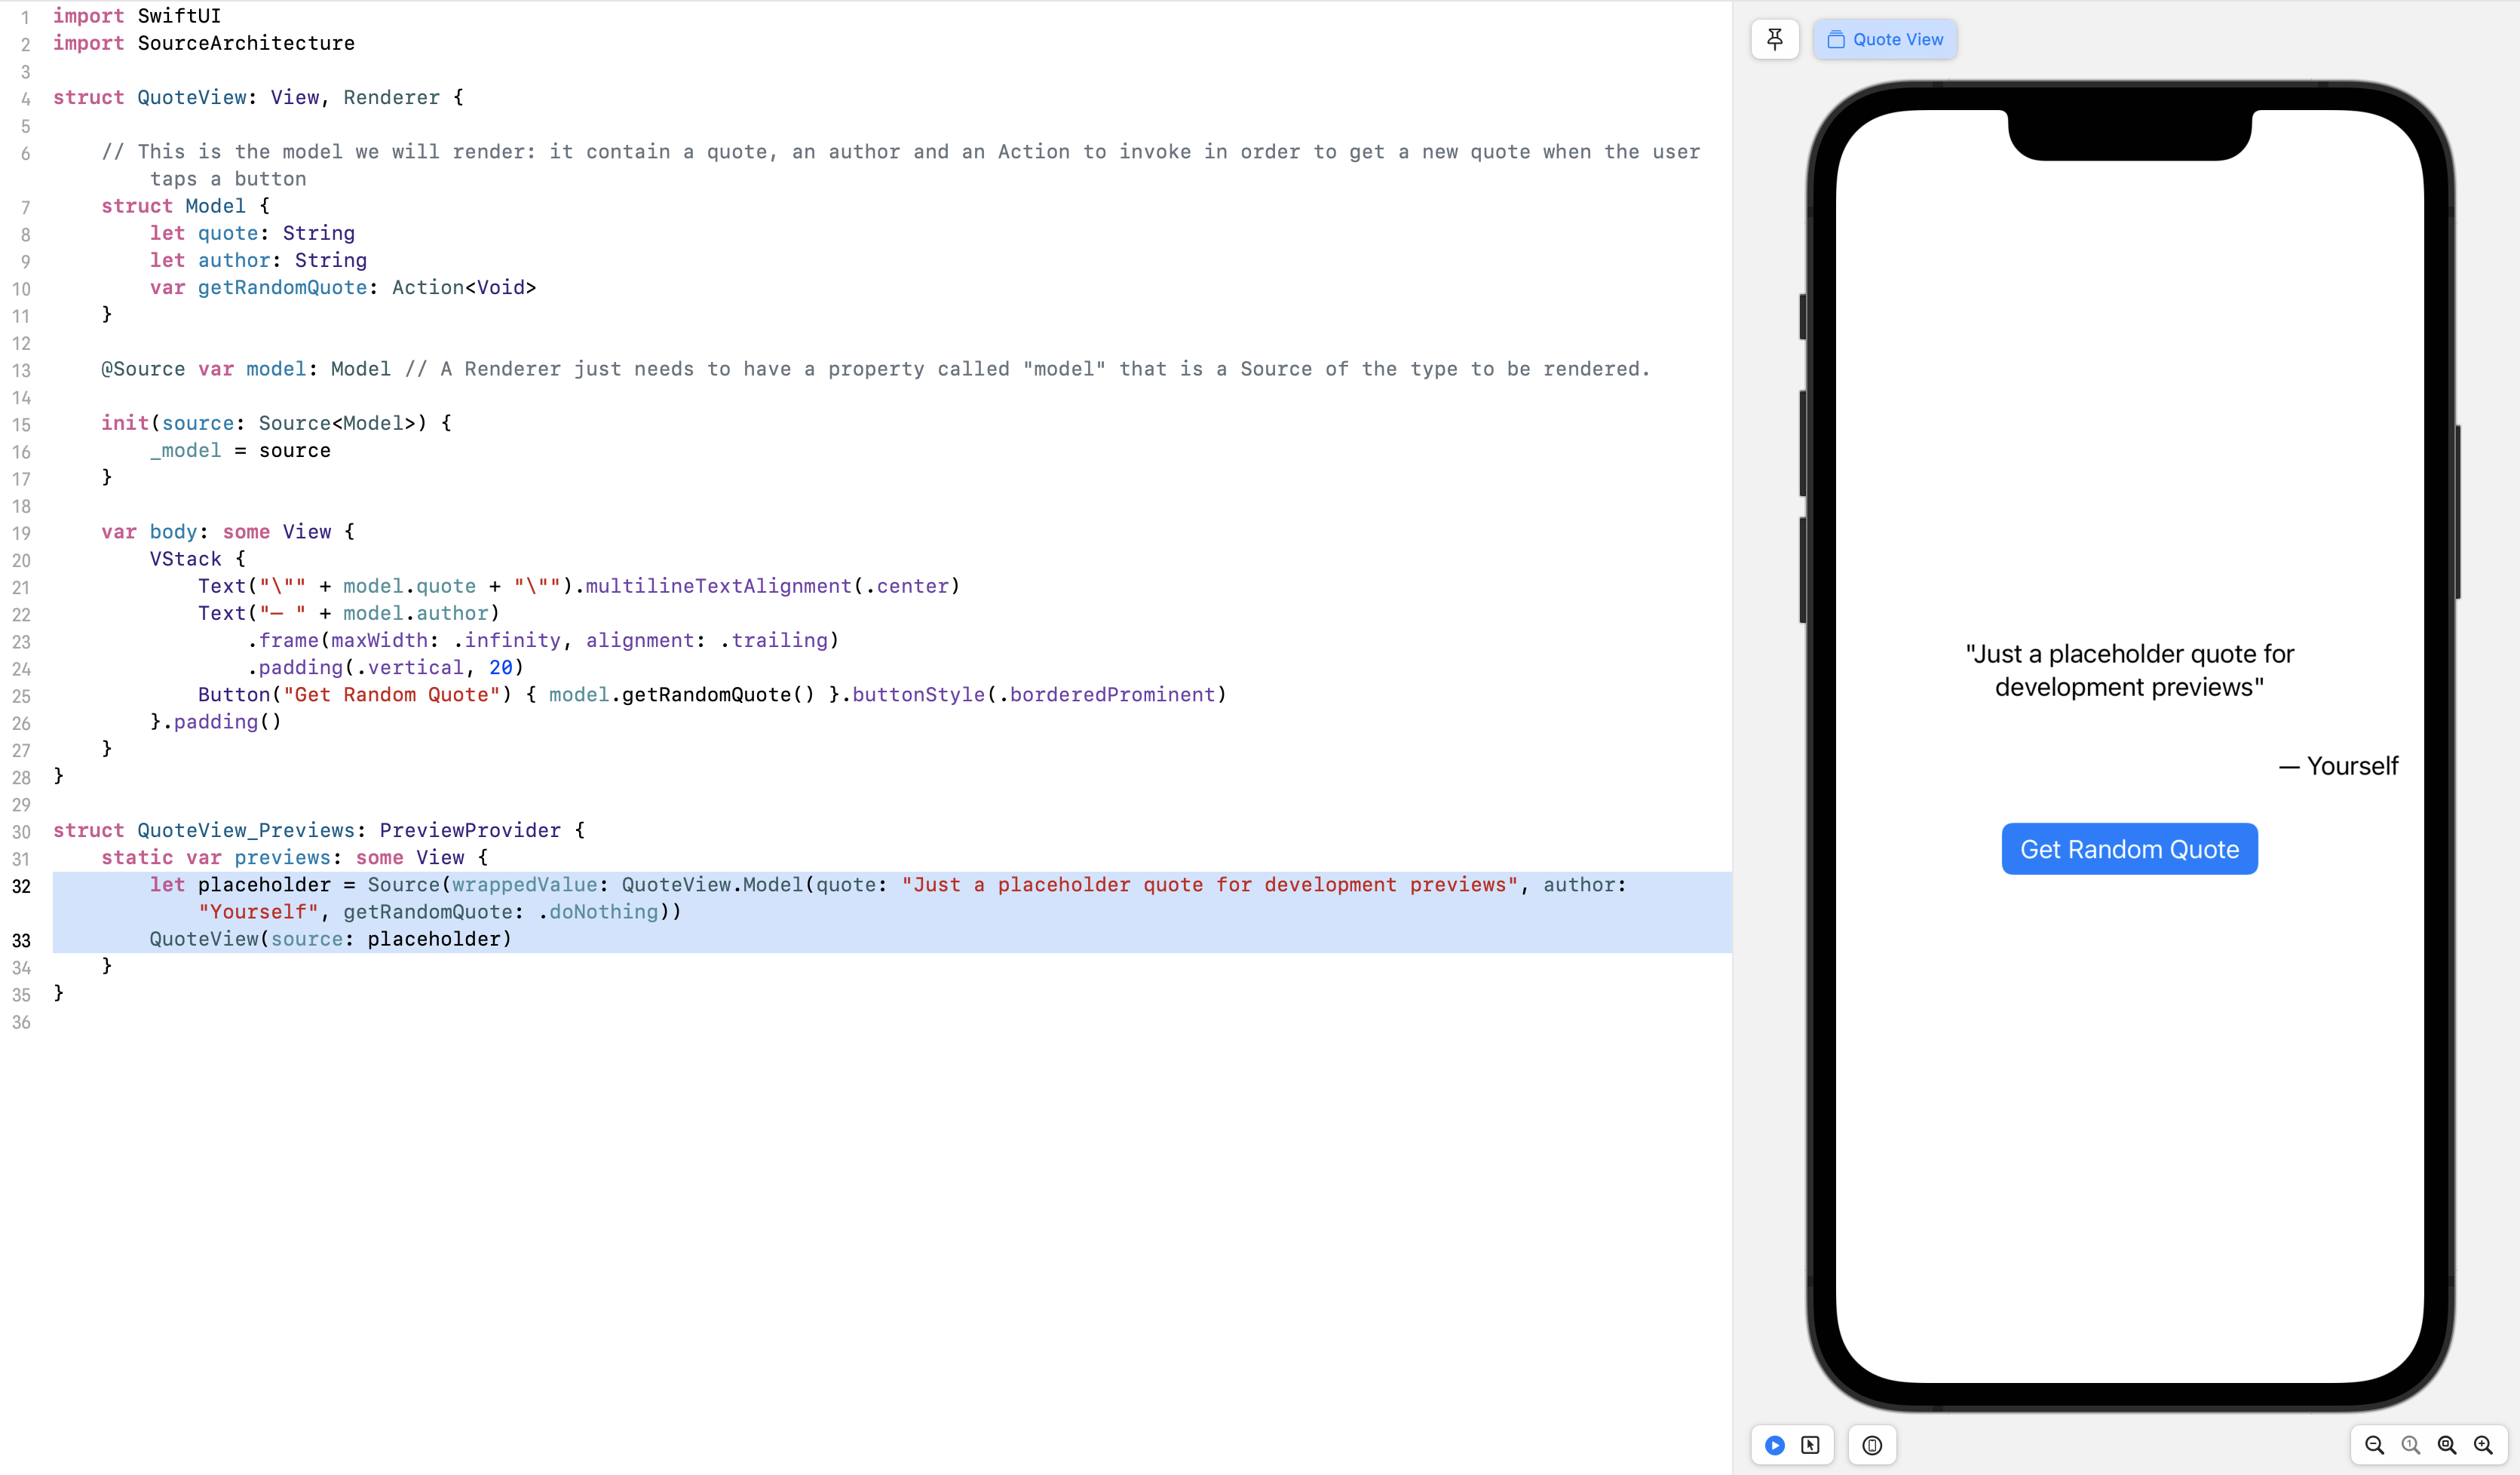 1 import SwiftUI
2 import SourceArchitecture
3
4 struct QuoteView: View, Renderer {
5
6     // This is the model we will render: it contain a quote, an author and an Action to invoke in order to get a new quote when the user
        taps a button
7     struct Model {
8         let quote: String
9         let author: String
10         var getRandomQuote: Action<Void>
11     }
12
13     @Source var model: Model // A Renderer just needs to have a property called "model" that is a Source of the type to be rendered.
14
15     init(source: Source<Model>) {
16         _model = source
17     }
18
19     var body: some View {
20         VStack {
21             Text("\"" + model.quote + "\"").multilineTextAlignment(.center)
22             Text("— " + model.author)
23                 .frame(maxWidth: .infinity, alignment: .trailing)
24                 .padding(.vertical, 20)
25             Button("Get Random Quote") { model.getRandomQuote() }.buttonStyle(.borderedProminent)
26         }.padding()
27     }
28 }
29
30 struct QuoteView_Previews: PreviewProvider {
31     static var previews: some View {
32         let placeholder = Source(wrappedValue: QuoteView.Model(quote: "Just a placeholder quote for development previews", author:
            "Yourself", getRandomQuote: .doNothing))
33         QuoteView(source: placeholder)
34     }
35 }
36
Quote View
"Just a placeholder quote for
development previews"
— Yourself
Get Random Quote